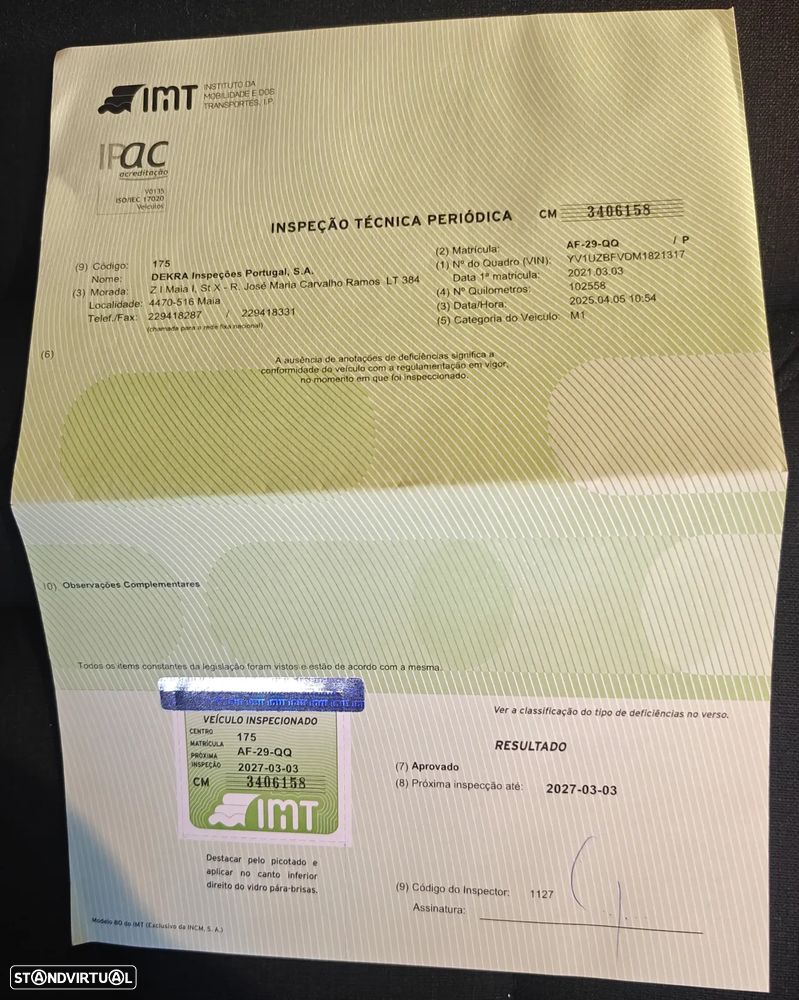 IMT INSTITUTO DA
MOBILIDADE E DOS
TRANSPORTES, I.P.
IPAC
acreditação
V0135
ISO/IEC 17020
Veículos
INSPEÇÃO TÉCNICA PERIÓDICA CM 3406158
(9) Código: 175
Nome: DEKRA Inspeções Portugal, S.A.
(3) Morada: Z I Maia I, St X - R. José Maria Carvalho Ramos LT 384
Localidade: 4470-516 Maia
Telef./Fax: 229418287 / 229418331
(chamada para a rede fixa nacional)
(2) Matrícula: AF-29-QQ / P
(1) Nº do Quadro (VIN): YV1UZBFVDM1821317
Data 1ª matricula: 2021.03.03
(4) Nº Quilometros: 102558
(3) Data/Hora: 2025.04.05 10:54
(5) Categoria do Veiculo: M1
(6)
A ausência de anotações de deficiências significa a
conformidade do veículo com a regulamentação em vigor,
no momento em que foi inspeccionado.
10) Observações Complementares
Todos os items constantes da legislação foram vistos e estão de acordo com a mesma.
VEÍCULO INSPECIONADO
CENTRO 175
MATRÍCULA AF-29-QQ
PRÓXIMA
INSPEÇÃO 2027-03-03
CM 3406158
IMT
Destacar pelo picotado e
aplicar no canto inferior
direito do vidro pára-brisas.
Modelo 80 do IMT (Exclusivo da INCM, S. A.)
Ver a classificação do tipo de deficiências no verso.
RESULTADO
(7) Aprovado
(8) Próxima inspecção até: 2027-03-03
(9) Código do Inspector: 1127
Assinatura:
STANDVIRTUAL